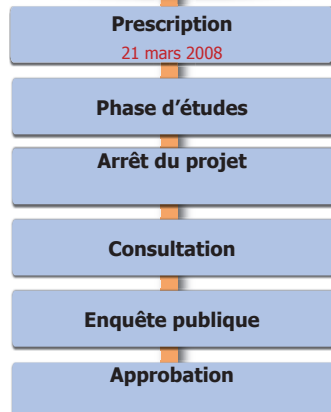 Prescription
21 mars 2008
Phase d’études
Arrêt du projet
Consultation
Enquête publique
Approbation